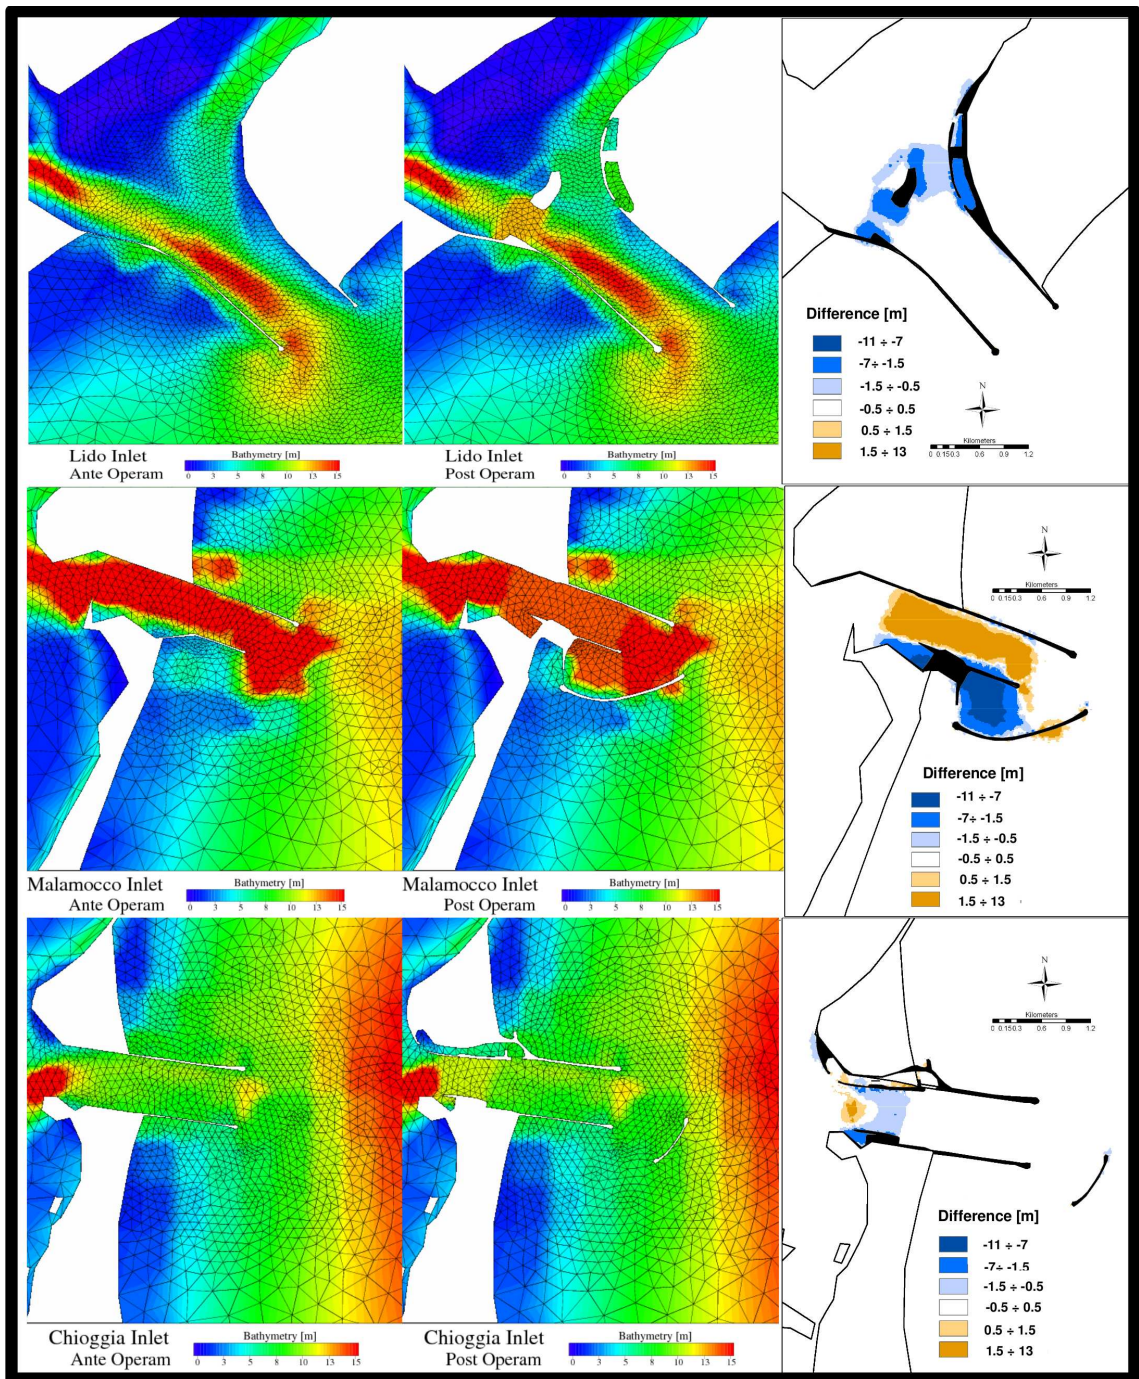 Difference [m]
-11 ÷ -7
-7÷ -1.5
-1.5 ÷ -0.5
-0.5 ÷ 0.5
0.5 ÷ 1.5
1.5 ÷ 13
N
Kilometers
0 0.15 0.3 0.6 0.9 1.2
Lido Inlet
Ante Operam
Bathymetry [m]
0 3 5 8 10 13 15
Lido Inlet
Post Operam
Bathymetry [m]
0 3 5 8 10 13 15
N
Kilometers
0 0.15 0.3 0.6 0.9 1.2
Difference [m]
-11 ÷ -7
-7÷ -1.5
-1.5 ÷ -0.5
-0.5 ÷ 0.5
0.5 ÷ 1.5
1.5 ÷ 13
Malamocco Inlet
Ante Operam
Bathymetry [m]
0 3 5 8 10 13 15
Malamocco Inlet
Post Operam
Bathymetry [m]
0 3 5 8 10 13 15
N
Kilometers
0 0.15 0.3 0.6 0.9 1.2
Difference [m]
-11 ÷ -7
-7÷ -1.5
-1.5 ÷ -0.5
-0.5 ÷ 0.5
0.5 ÷ 1.5
1.5 ÷ 13
Chioggia Inlet
Ante Operam
Bathymetry [m]
0 3 5 8 10 13 15
Chioggia Inlet
Post Operam
Bathymetry [m]
0 3 5 8 10 13 15